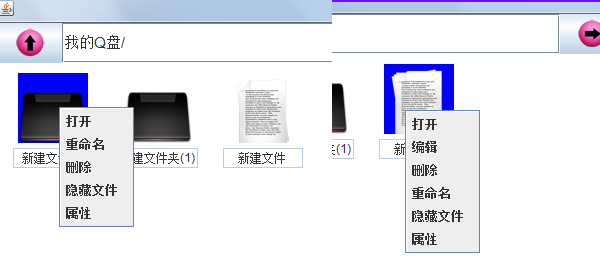 我的Q盘/
打开
重命名
删除
隐藏文件
属性
新建文
建文件夹(1)
新建文件
打开
编辑
删除
重命名
隐藏文件
属性
(1)
新